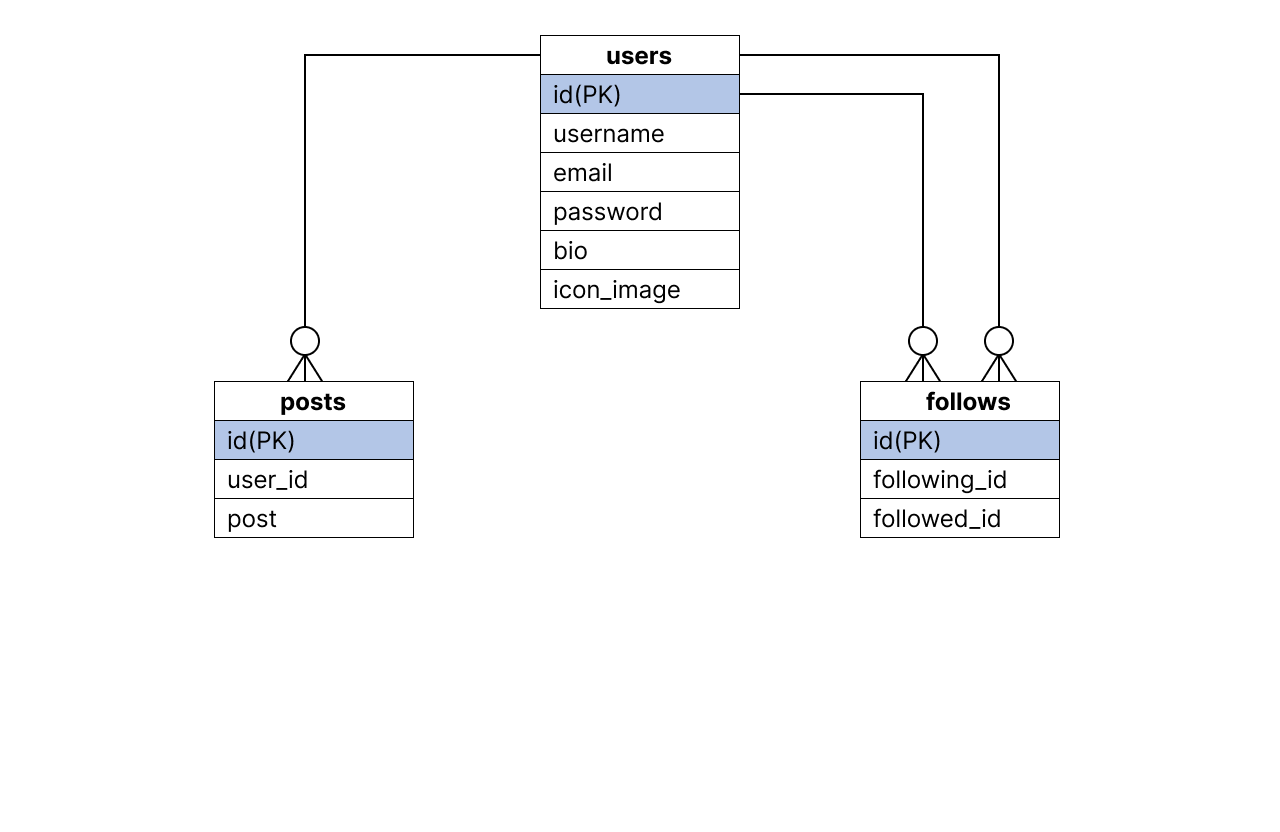 users
id(PK)
username
email
password
bio
icon_image
posts
id(PK)
user_id
post
follows
id(PK)
following_id
followed_id